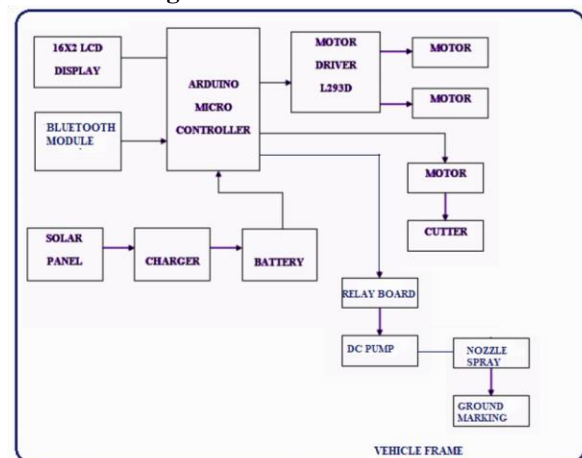 16X2 LCD
DISPLAY
BLUETOOTH
MODULE
ARDUINO
MICRO
CONTROLLER
MOTOR
DRIVER
L293D
MOTOR
MOTOR
MOTOR
CUTTER
SOLAR
PANEL
CHARGER
BATTERY
RELAY BOARD
DC PUMP
NOZZLE
SPRAY
GROUND
MARKING
VEHICLE FRAME